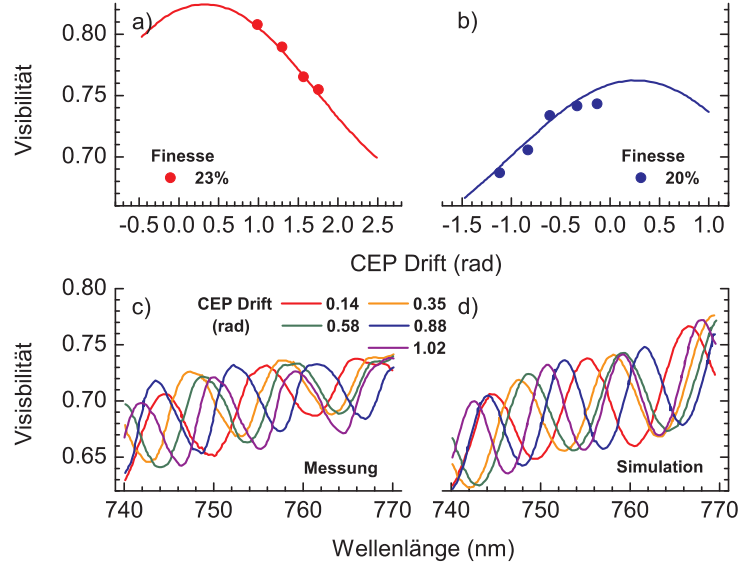 a)
b)
0.80
0.75
0.70
Visibilität
Finesse
23%
Finesse
20%
-0.5 0.0 0.5 1.0 1.5 2.0 2.5
-1.5 -1.0 -0.5 0.0 0.5 1.0
CEP Drift (rad)
c)
d)
0.80
0.75
0.70
0.65
Visisbilität
CEP Drift
(rad)
0.14
0.35
0.58
0.88
1.02
Messung
Simulation
740 750 760 770
740 750 760 770
Wellenlänge (nm)